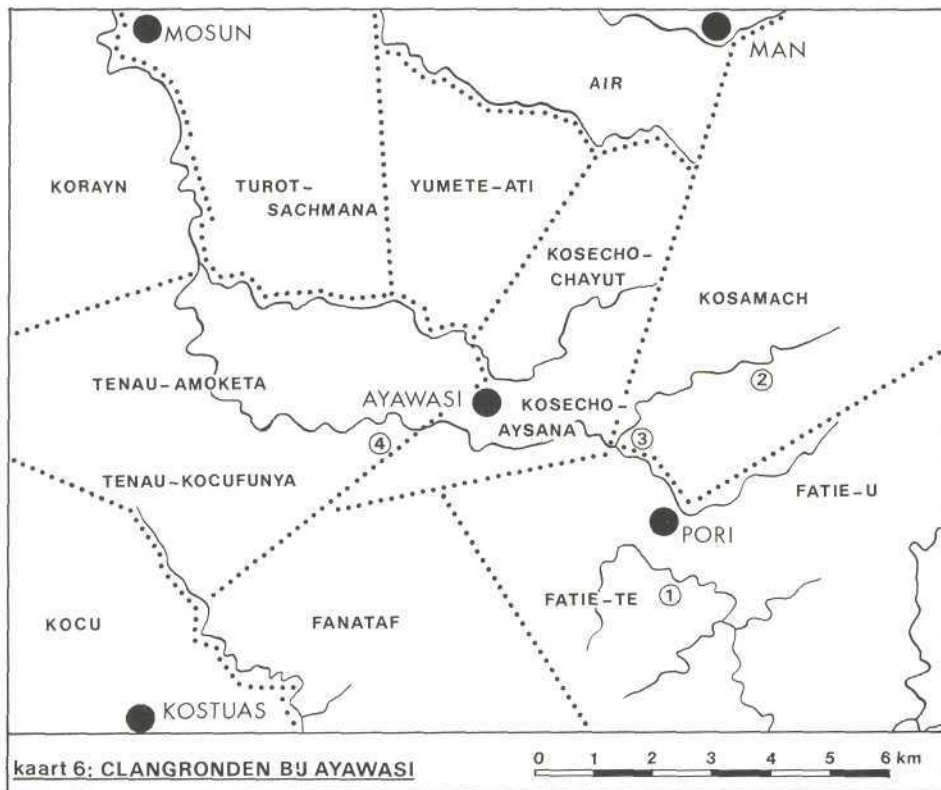 MOSUN
MAN
AIR
KORAYN
TUROT-
SACHMANA
YUMETE-ATI
KOSECHO-
CHAYUT
KOSAMACH
TENAU-AMOKETA
AYAWASI
②
KOSECHO-
AYSANA
③
④
TENAU-KOCUFUNYA
FATIE-U
PORI
FATIE-TE
①
KOCU
FANATAF
KOSTUAS
kaart 6: CLANGRONDEN BIJ AYAWASI
0 1 2 3 4 5 6 km